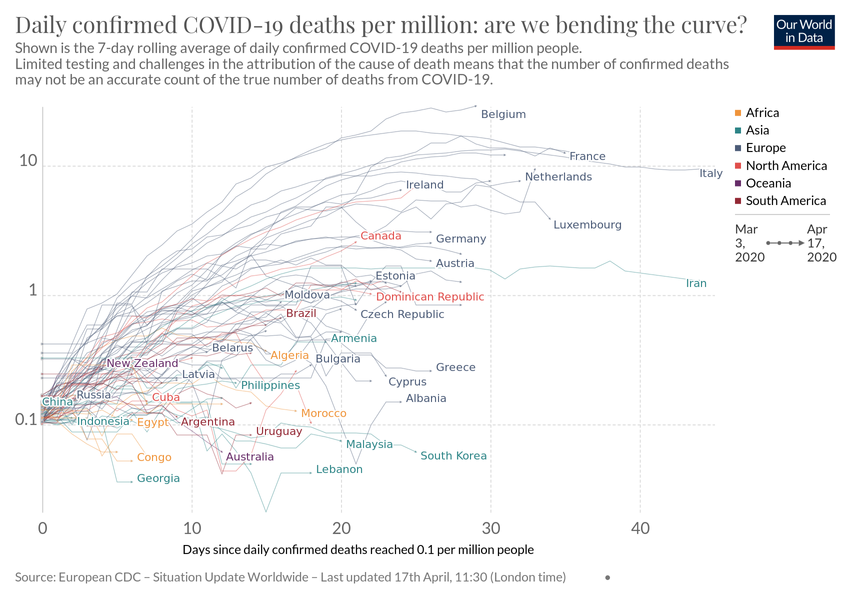 Daily confirmed COVID-19 deaths per million: are we bending the curve?
Our World
in Data
Shown is the 7-day rolling average of daily confirmed COVID-19 deaths per million people.
Limited testing and challenges in the attribution of the cause of death means that the number of confirmed deaths
may not be an accurate count of the true number of deaths from COVID-19.
Belgium
Africa
Asia
Europe
North America
Oceania
South America
10
France
Italy
Netherlands
Ireland
Luxembourg
Mar
3,
2020
Apr
17,
2020
Canada
Germany
Austria
Estonia
Iran
1
Moldova
Dominican Republic
Brazil
Czech Republic
Armenia
Belarus
Algeria
Bulgaria
New Zealand
Greece
Latvia
Cyprus
Philippines
Russia
Cuba
Albania
China
Morocco
0.1
Indonesia
Egypt
Argentina
Uruguay
Malaysia
Congo
Australia
South Korea
Lebanon
Georgia
0
10
20
30
40
Days since daily confirmed deaths reached 0.1 per million people
Source: European CDC – Situation Update Worldwide – Last updated 17th April, 11:30 (London time)